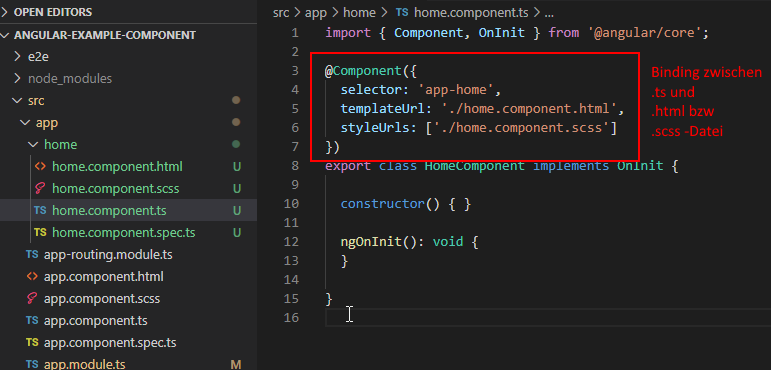 OPEN EDITORS
ANGULAR-EXAMPLE-COMPONENT
e2e
node_modules
src
app
home
home.component.html U
home.component.scss U
TS home.component.ts U
TS home.component.spec.ts U
TS app-routing.module.ts
app.component.html
app.component.scss
TS app.component.ts
TS app.component.spec.ts
TS app.module.ts M
src > app > home > TS home.component.ts > ...
1 import { Component, OnInit } from '@angular/core';
2
3 @Component({
4 selector: 'app-home',
5 templateUrl: './home.component.html',
6 styleUrls: ['./home.component.scss']
7 })
8 export class HomeComponent implements OnInit {
9
10 constructor() { }
11
12 ngOnInit(): void {
13 }
14
15 }
16
Binding zwischen
.ts und
.html bzw
.scss -Datei